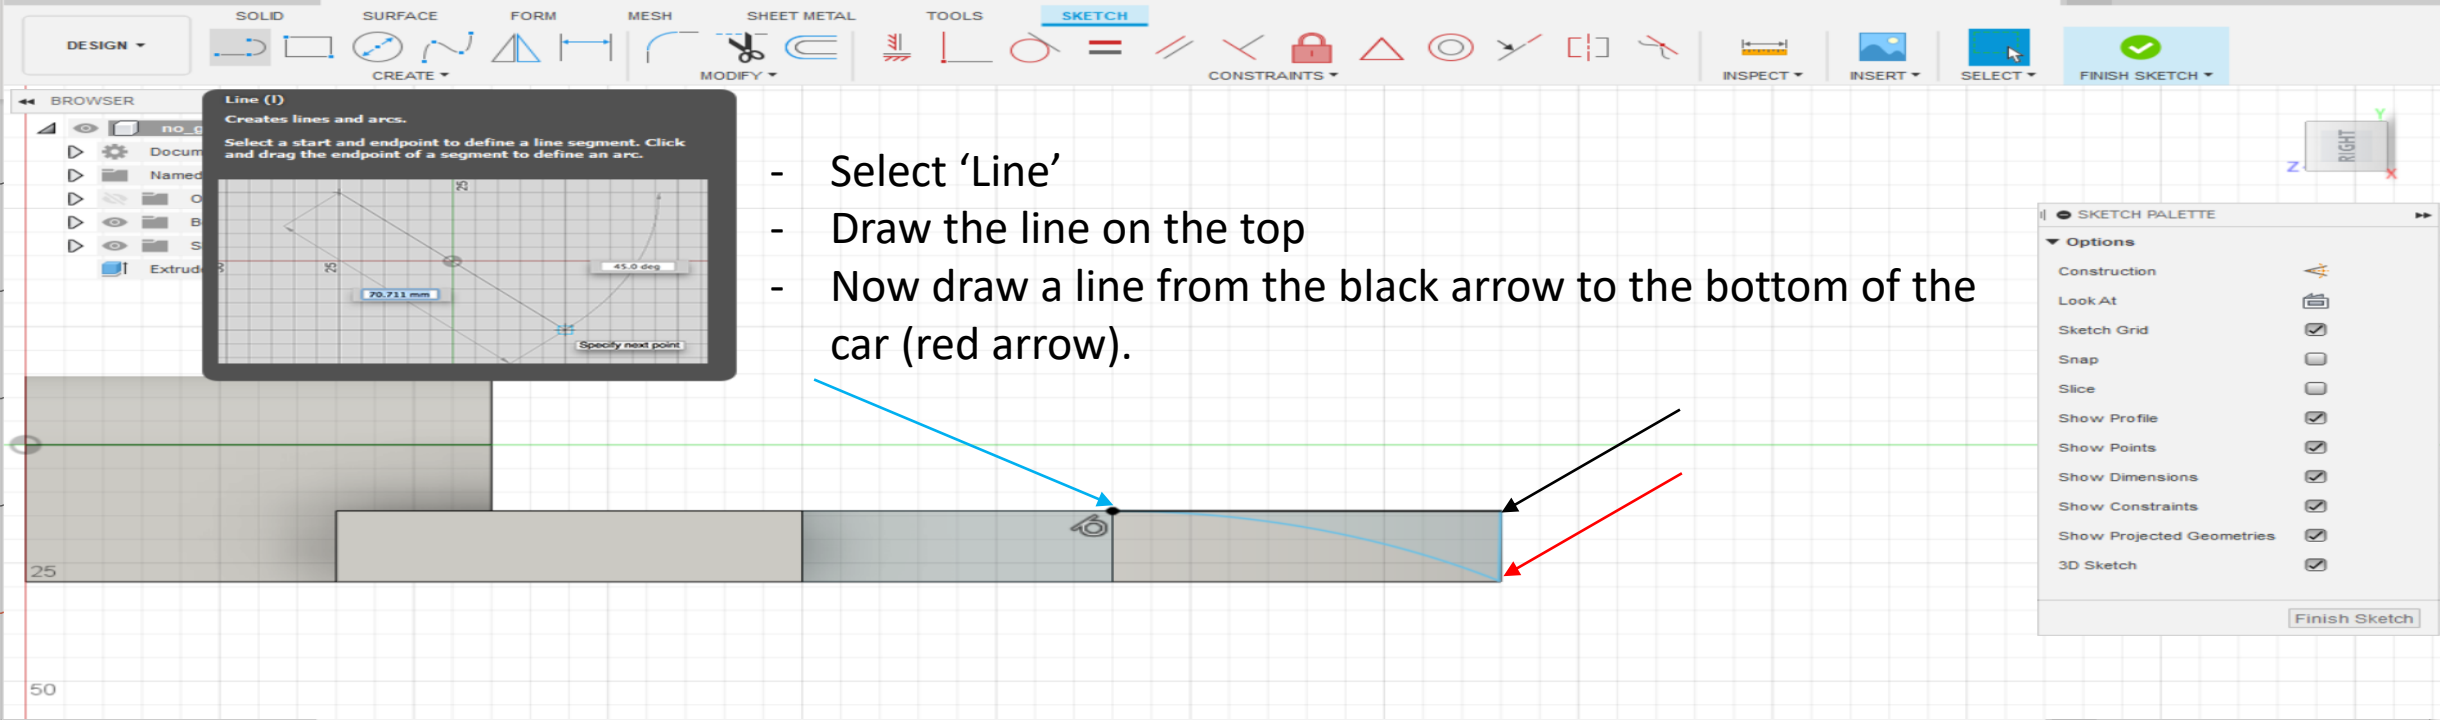 SOLID SURFACE FORM MESH SHEET METAL TOOLS SKETCH
DESIGN
CREATE MODIFY CONSTRAINTS INSPECT INSERT SELECT FINISH SKETCH
BROWSER
no_g
Docum
Named
O
B
S
Extrud
Line (l)
Creates lines and arcs.
Select a start and endpoint to define a line segment. Click
and drag the endpoint of a segment to define an arc.
25
25
45.0 deg
70.711 mm
Specify next point
- Select ‘Line’
- Draw the line on the top
- Now draw a line from the black arrow to the bottom of the
car (red arrow).
Y
RIGHT
Z
X
SKETCH PALETTE
Options
Construction
Look At
Sketch Grid
Snap
Slice
Show Profile
Show Points
Show Dimensions
Show Constraints
Show Projected Geometries
3D Sketch
Finish Sketch
25
50